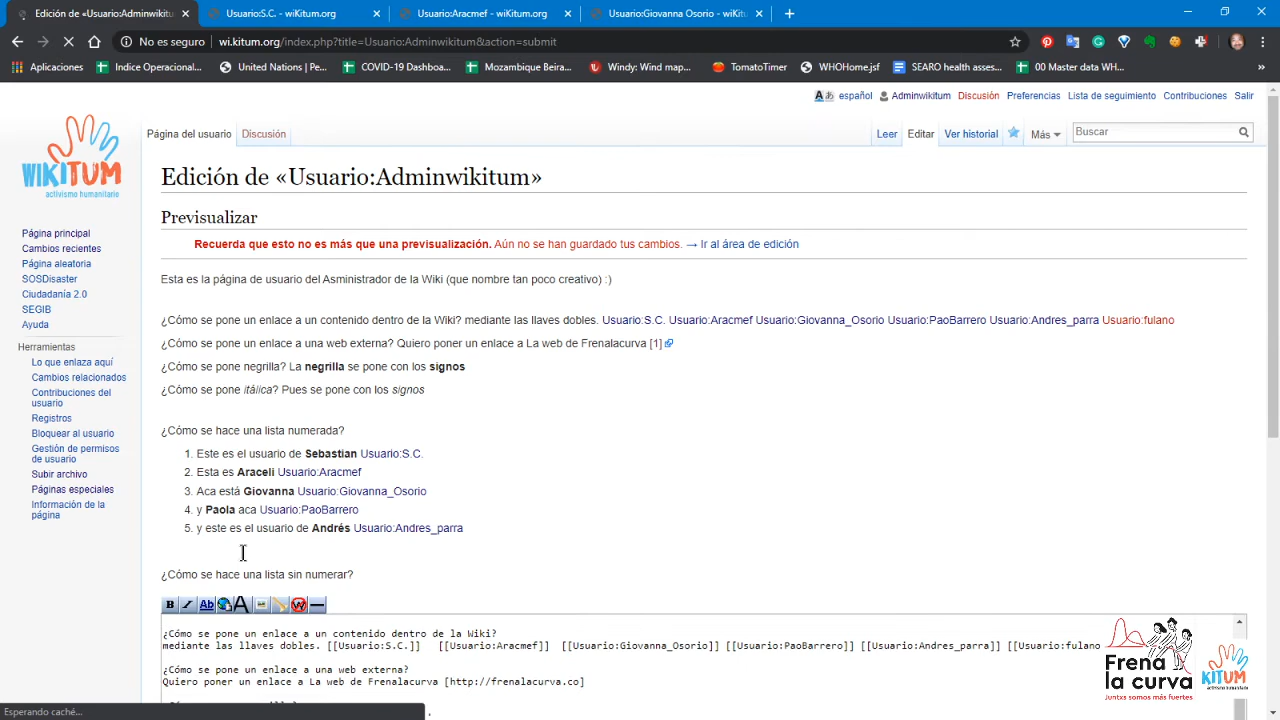 Edición de «Usuario:Adminwikitu
Usuario:S.C. - wiKitum.org
Usuario:Aracmef - wiKitum.org
Usuario:Giovanna Osorio - wiKitu
No es seguro
wi.kitum.org/index.php?title=Usuario:Adminwikitum&action=submit
Aplicaciones
Indice Operacional...
United Nations | Pe...
COVID-19 Dashboa...
Mozambique Beira...
Windy: Wind map...
TomatoTimer
WHOHome.jsf
SEARO health asses...
00 Master data WH...
español
Adminwikitum
Discusión
Preferencias
Lista de seguimiento
Contribuciones
Salir
WIKITUM
activismo humanitario
Página del usuario
Discusión
Leer
Editar
Ver historial
Más
Buscar
Edición de «Usuario:Adminwikitum»
Previsualizar
Recuerda que esto no es más que una previsualización. Aún no se han guardado tus cambios. → Ir al área de edición
Esta es la página de usuario del Asministrador de la Wiki (que nombre tan poco creativo) :)
¿Cómo se pone un enlace a un contenido dentro de la Wiki? mediante las llaves dobles. Usuario:S.C. Usuario:Aracmef Usuario:Giovanna_Osorio Usuario:PaoBarrero Usuario:Andres_parra Usuario:fulano
¿Cómo se pone un enlace a una web externa? Quiero poner un enlace a La web de Frenalacurva [1]
¿Cómo se pone negrilla? La negrilla se pone con los signos
¿Cómo se pone itálica? Pues se pone con los signos
¿Cómo se hace una lista numerada?
1. Este es el usuario de Sebastian Usuario:S.C.
2. Esta es Araceli Usuario:Aracmef
3. Aca está Giovanna Usuario:Giovanna_Osorio
4. y Paola aca Usuario:PaoBarrero
5. y este es el usuario de Andrés Usuario:Andres_parra
¿Cómo se hace una lista sin numerar?
Página principal
Cambios recientes
Página aleatoria
SOSDisaster
Ciudadanía 2.0
SEGIB
Ayuda
Herramientas
Lo que enlaza aquí
Cambios relacionados
Contribuciones del
usuario
Registros
Bloquear al usuario
Gestión de permisos
de usuario
Subir archivo
Páginas especiales
Información de la
página
B I Ab A W
¿Cómo se pone un enlace a un contenido dentro de la Wiki?
mediante las llaves dobles. [[Usuario:S.C.]] [[Usuario:Aracmef]] [[Usuario:Giovanna_Osorio]] [[Usuario:PaoBarrero]] [[Usuario:Andres_parra]] [[Usuario:fulano
¿Cómo se pone un enlace a una web externa?
Quiero poner un enlace a La web de Frenalacurva [http://frenalacurva.co]
Esperando caché...
Frena
la curva
Juntxs somos más fuertes
KITUM